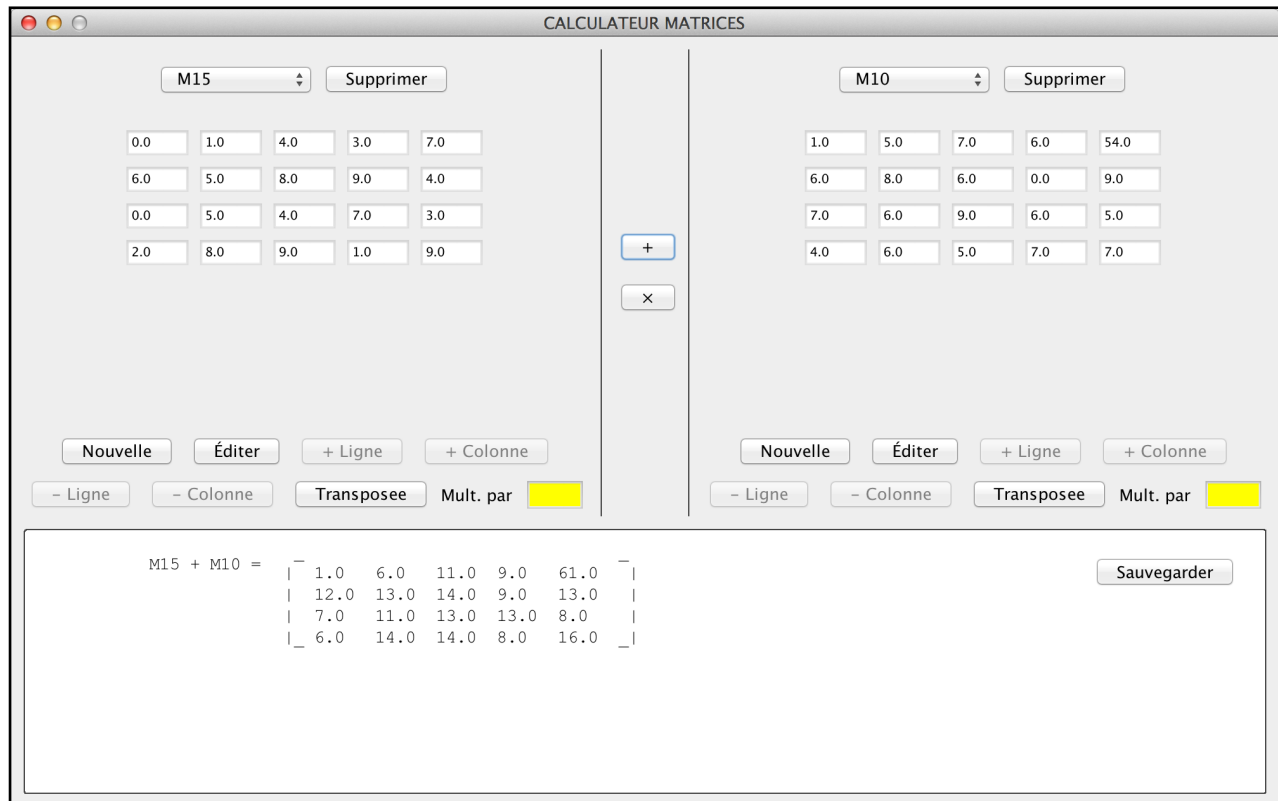 CALCULATEUR MATRICES
M15 Supprimer M10 Supprimer
0.0 1.0 4.0 3.0 7.0 1.0 5.0 7.0 6.0 54.0
6.0 5.0 8.0 9.0 4.0 6.0 8.0 6.0 0.0 9.0
0.0 5.0 4.0 7.0 3.0 7.0 6.0 9.0 6.0 5.0
2.0 8.0 9.0 1.0 9.0 + 4.0 6.0 5.0 7.0 7.0
×
Nouvelle Éditer + Ligne + Colonne Nouvelle Éditer + Ligne + Colonne
- Ligne - Colonne Transposee Mult. par - Ligne - Colonne Transposee Mult. par
M15 + M10 = 1.0 6.0 11.0 9.0 61.0 Sauvegarder
| 12.0 13.0 14.0 9.0 13.0 |
| 7.0 11.0 13.0 13.0 8.0 |
|_ 6.0 14.0 14.0 8.0 16.0 _|